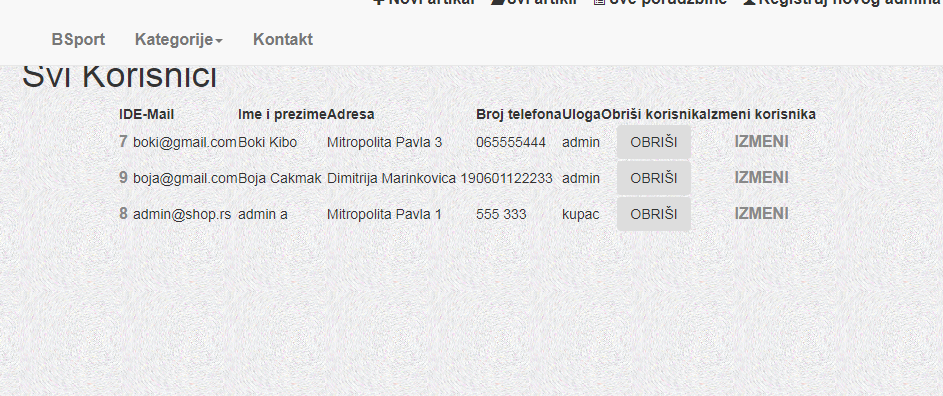 Novi artikal Svi artikli Sve porudzbine Registruj novog admina
BSport Kategorije Kontakt
Svi Korisnici
ID E-Mail Ime i prezime Adresa Broj telefona Uloga Obriši korisnika Izmeni korisnika
7 boki@gmail.com Boki Kibo Mitropolita Pavla 3 065555444 admin OBRIŠI IZMENI
9 boja@gmail.com Boja Cakmak Dimitrija Marinkovica 19 0601122233 admin OBRIŠI IZMENI
8 admin@shop.rs admin a Mitropolita Pavla 1 555 333 kupac OBRIŠI IZMENI